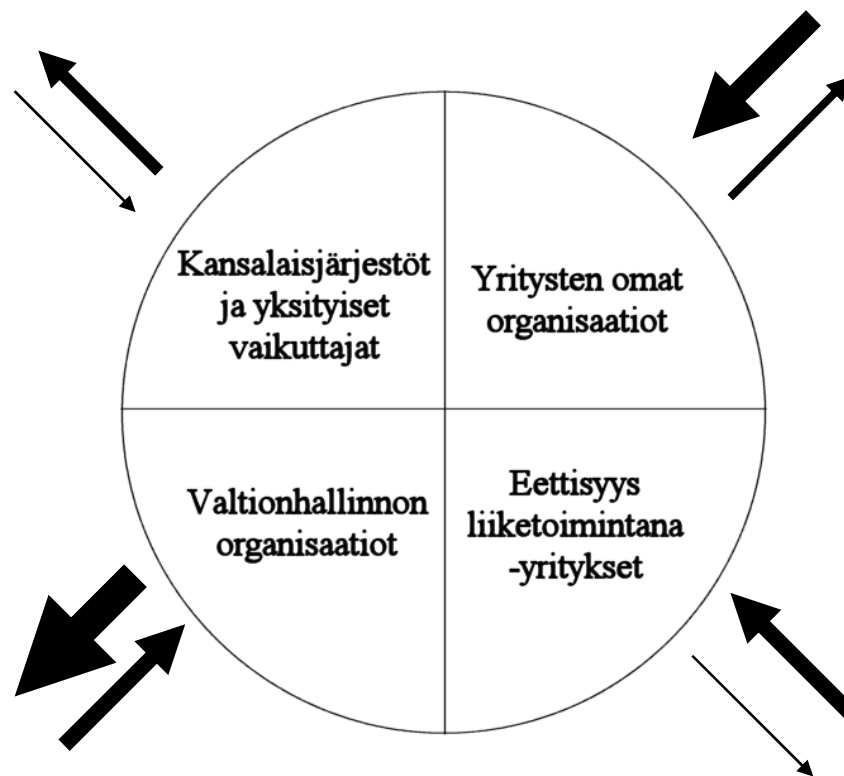 Kansalaisjärjestöt
ja yksityiset
vaikuttajat
Yritysten omat
organisaatiot
Valtionhallinnon
organisaatiot
Eettisyys
liiketoimintana
-yritykset